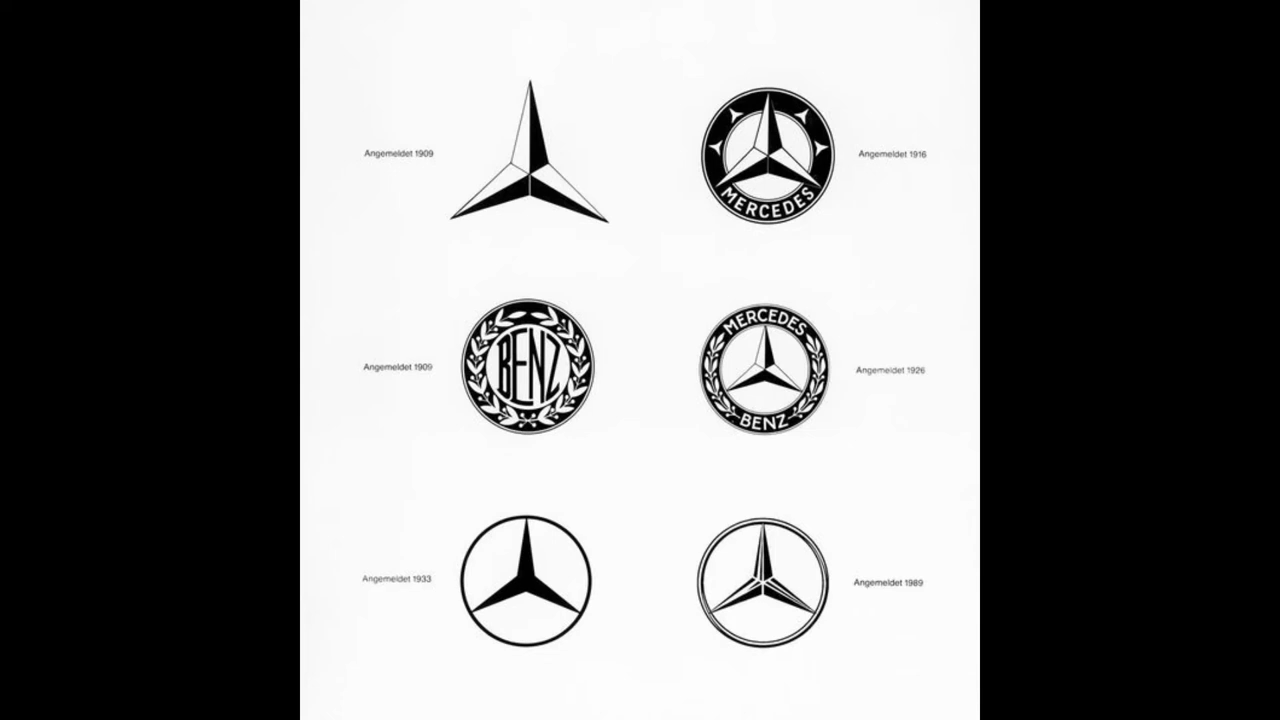 Angemeldet 1909
MERCEDES
Angemeldet 1916
Angemeldet 1909
BENZ
MERCEDES
BENZ
Angemeldet 1926
Angemeldet 1933
Angemeldet 1989